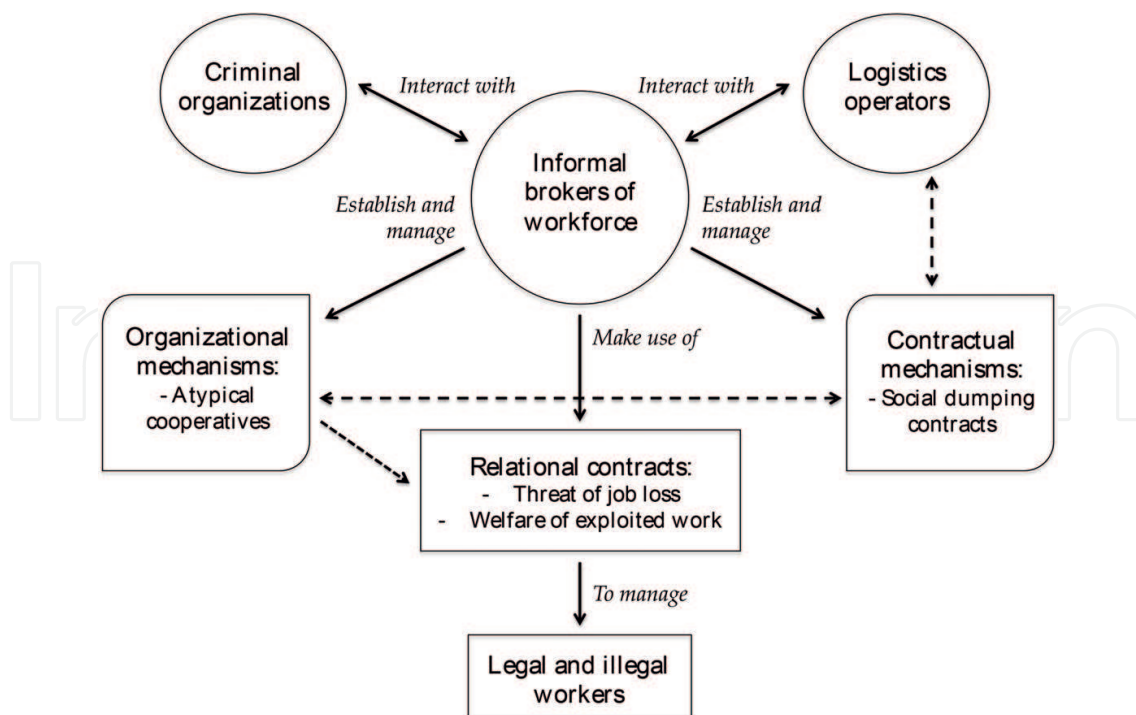 Criminal
organizations
Interact with
Interact with
Logistics
operators
Informal
brokers of
workforce
Establish and
manage
Establish and
manage
Organizational
mechanisms:
- Atypical
cooperatives
Make use of
Contractual
mechanisms:
- Social dumping
contracts
Relational contracts:
- Threat of job loss
- Welfare of exploited work
To manage
Legal and illegal
workers